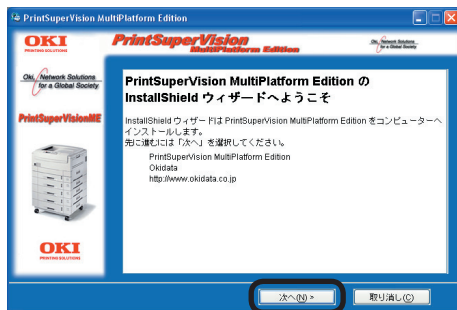 PrintSuperVision MultiPlatform Edition
OKI
PRINTING SOLUTIONS
PrintSuperVision
MultiPlatform Edition
Oki, Network Solutions
for a Global Society
Oki, Network Solutions
for a Global Society
PrintSuperVisionME
OKI
PRINTING SOLUTIONS
PrintSuperVision MultiPlatform Edition の
InstallShield ウィザードへようこそ
InstallShield ウィザードは PrintSuperVision MultiPlatform Edition をコンピューターへ
インストールします。
先に進むには「次へ」を選択してください。
PrintSuperVision MultiPlatform Edition
Okidata
http://www.okidata.co.jp
次へ(N) >
取り消し(C)